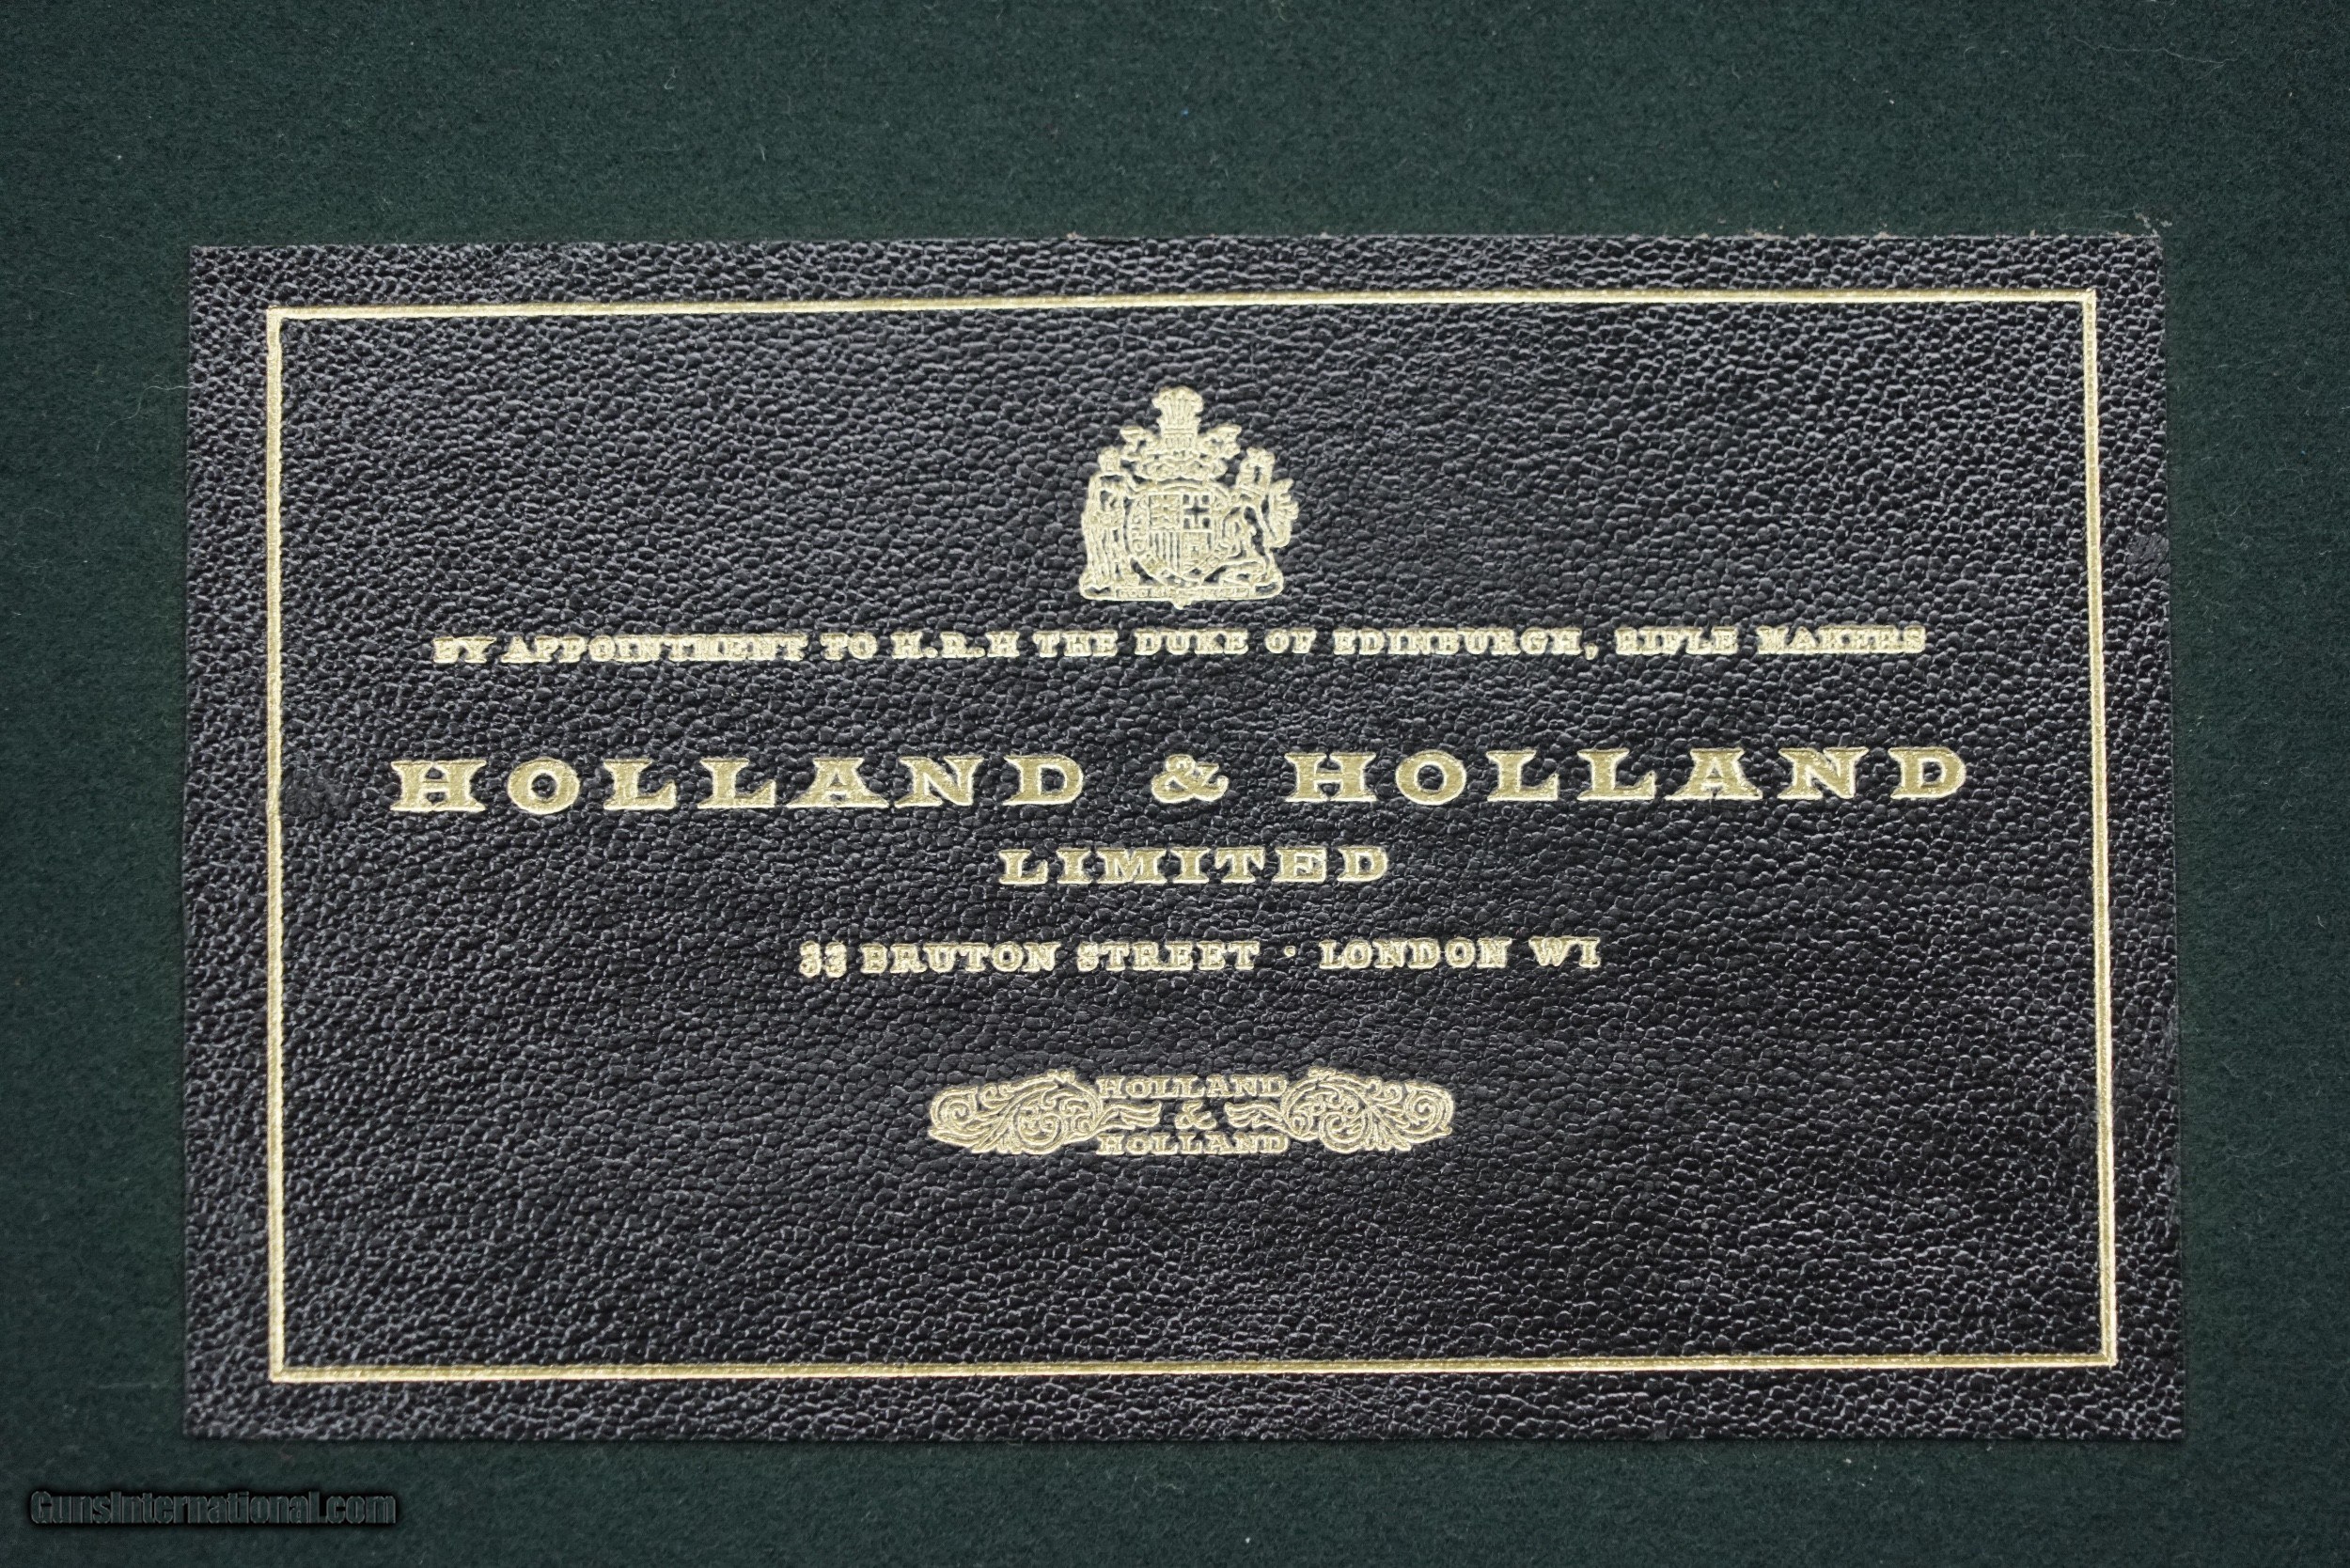 BY APPOINTMENT TO H.R.H THE DUKE OF EDINBURGH, RIFLE MAKERS
HOLLAND & HOLLAND
LIMITED
33 BRUTON STREET · LONDON W1
HOLLAND
&
HOLLAND
GunsInternational.com